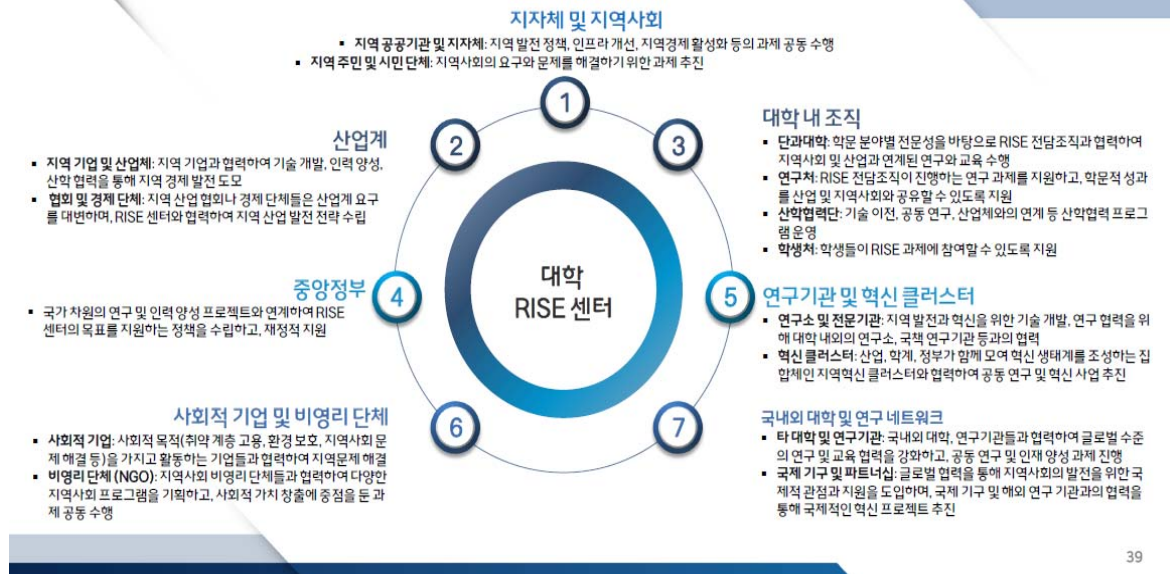 지자체 및 지역사회
▪ 지역 공공기관 및 지자체: 지역 발전 정책, 인프라 개선, 지역경제 활성화 등의 과제 공동 수행
▪ 지역 주민 및 시민 단체: 지역사회의 요구와 문제를 해결하기 위한 과제 추진
1
산업계
▪ 지역 기업 및 산업체: 지역 기업과 협력하여 기술 개발, 인력 양성,
산학 협력을 통해 지역 경제 발전 도모
▪ 협회 및 경제 단체: 지역 산업 협회나 경제 단체들은 산업계 요구
를 대변하며, RISE 센터와 협력하여 지역 산업 발전 전략 수립
2
3
대학 내 조직
▪ 단과대학: 학문 분야별 전문성을 바탕으로 RISE 전담조직과 협력하여
지역사회 및 산업과 연계된 연구와 교육 수행
▪ 연구처: RISE 전담조직이 진행하는 연구 과제를 지원하고, 학문적 성과
를 산업 및 지역사회와 공유할 수 있도록 지원
▪ 산학협력단: 기술 이전, 공동 연구, 산업체와의 연계 등 산학협력 프로그
램 운영
▪ 학생처: 학생들이 RISE 과제에 참여할 수 있도록 지원
대학
RISE 센터
중앙정부
▪ 국가 차원의 연구 및 인력 양성 프로젝트와 연계하여 RISE
센터의 목표를 지원하는 정책을 수립하고, 재정적 지원
4
5
연구기관 및 혁신 클러스터
▪ 연구소 및 전문기관: 지역 발전과 혁신을 위한 기술 개발, 연구 협력을 위
해 대학 내외의 연구소, 국책 연구기관 등과의 협력
▪ 혁신 클러스터: 산업, 학계, 정부가 함께 모여 혁신 생태계를 조성하는 집
합체인 지역혁신 클러스터와 협력하여 공동 연구 및 혁신 사업 추진
사회적 기업 및 비영리 단체
▪ 사회적 기업: 사회적 목적(취약 계층 고용, 환경 보호, 지역사회 문
제 해결 등)을 가지고 활동하는 기업들과 협력하여 지역문제 해결
▪ 비영리 단체 (NGO): 지역사회 비영리 단체들과 협력하여 다양한
지역사회 프로그램을 기획하고, 사회적 가치 창출에 중점을 둔 과
제 공동 수행
6
7
국내외 대학 및 연구 네트워크
▪ 타 대학 및 연구기관: 국내외 대학, 연구기관들과 협력하여 글로벌 수준
의 연구 및 교육 협력을 강화하고, 공동 연구 및 인재 양성 과제 진행
▪ 국제 기구 및 파트너십: 글로벌 협력을 통해 지역사회의 발전을 위한 국
제적 관점과 지원을 도입하며, 국제 기구 및 해외 연구 기관과의 협력을
통해 국제적인 혁신 프로젝트 추진
39